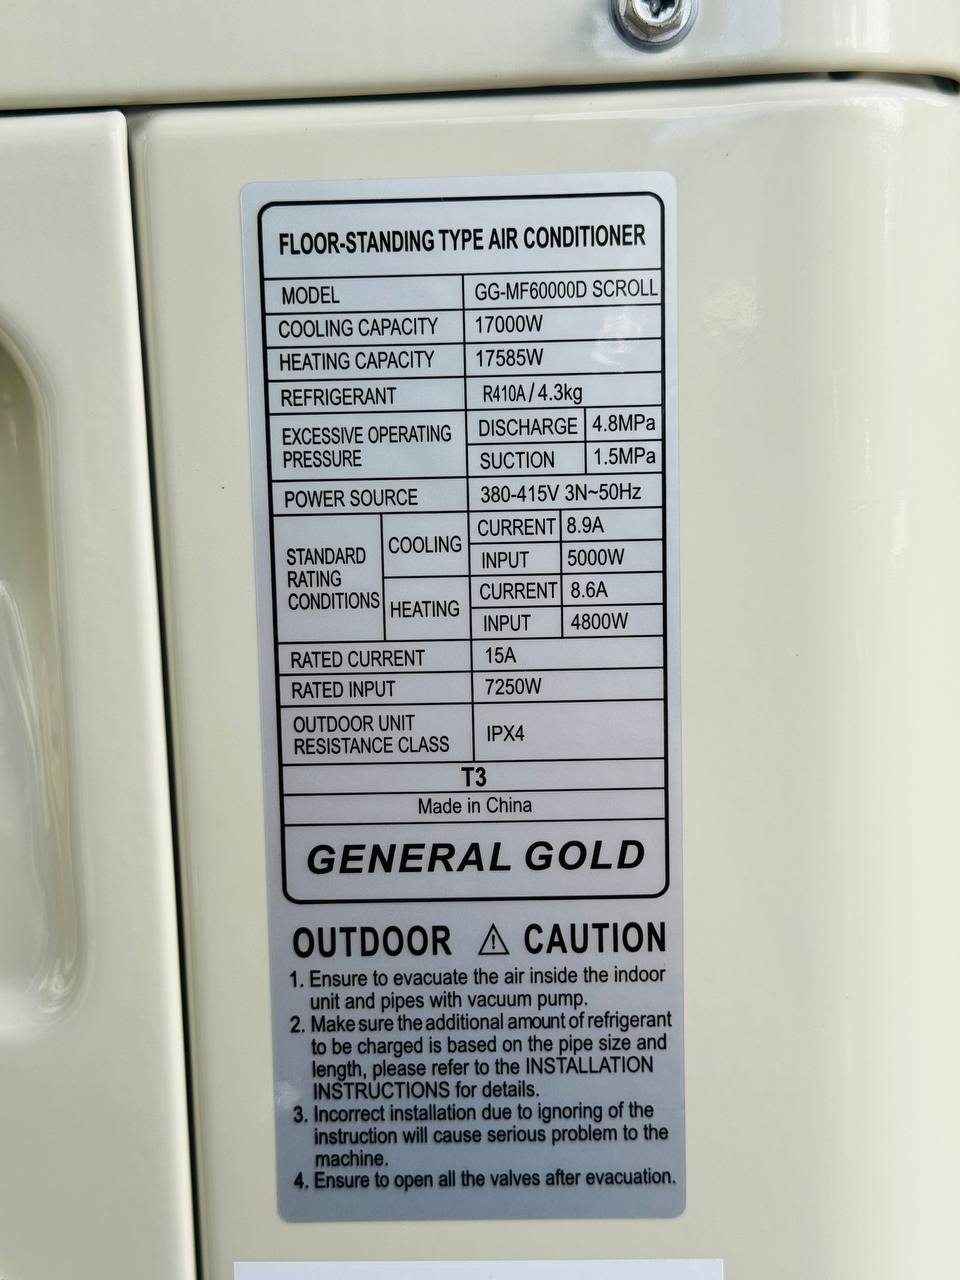 FLOOR-STANDING TYPE AIR CONDITIONER
MODEL GG-MF60000D SCROLL
COOLING CAPACITY 17000W
HEATING CAPACITY 17585W
REFRIGERANT R410A / 4.3kg
EXCESSIVE OPERATING
PRESSURE
DISCHARGE 4.8MPa
SUCTION 1.5MPa
POWER SOURCE 380-415V 3N~50Hz
STANDARD
RATING
CONDITIONS
COOLING
CURRENT 8.9A
INPUT 5000W
HEATING
CURRENT 8.6A
INPUT 4800W
RATED CURRENT 15A
RATED INPUT 7250W
OUTDOOR UNIT
RESISTANCE CLASS
IPX4
T3
Made in China
GENERAL GOLD
OUTDOOR ⚠ CAUTION
1. Ensure to evacuate the air inside the indoor
unit and pipes with vacuum pump.
2. Make sure the additional amount of refrigerant
to be charged is based on the pipe size and
length, please refer to the INSTALLATION
INSTRUCTIONS for details.
3. Incorrect installation due to ignoring of the
instruction will cause serious problem to the
machine.
4. Ensure to open all the valves after evacuation.